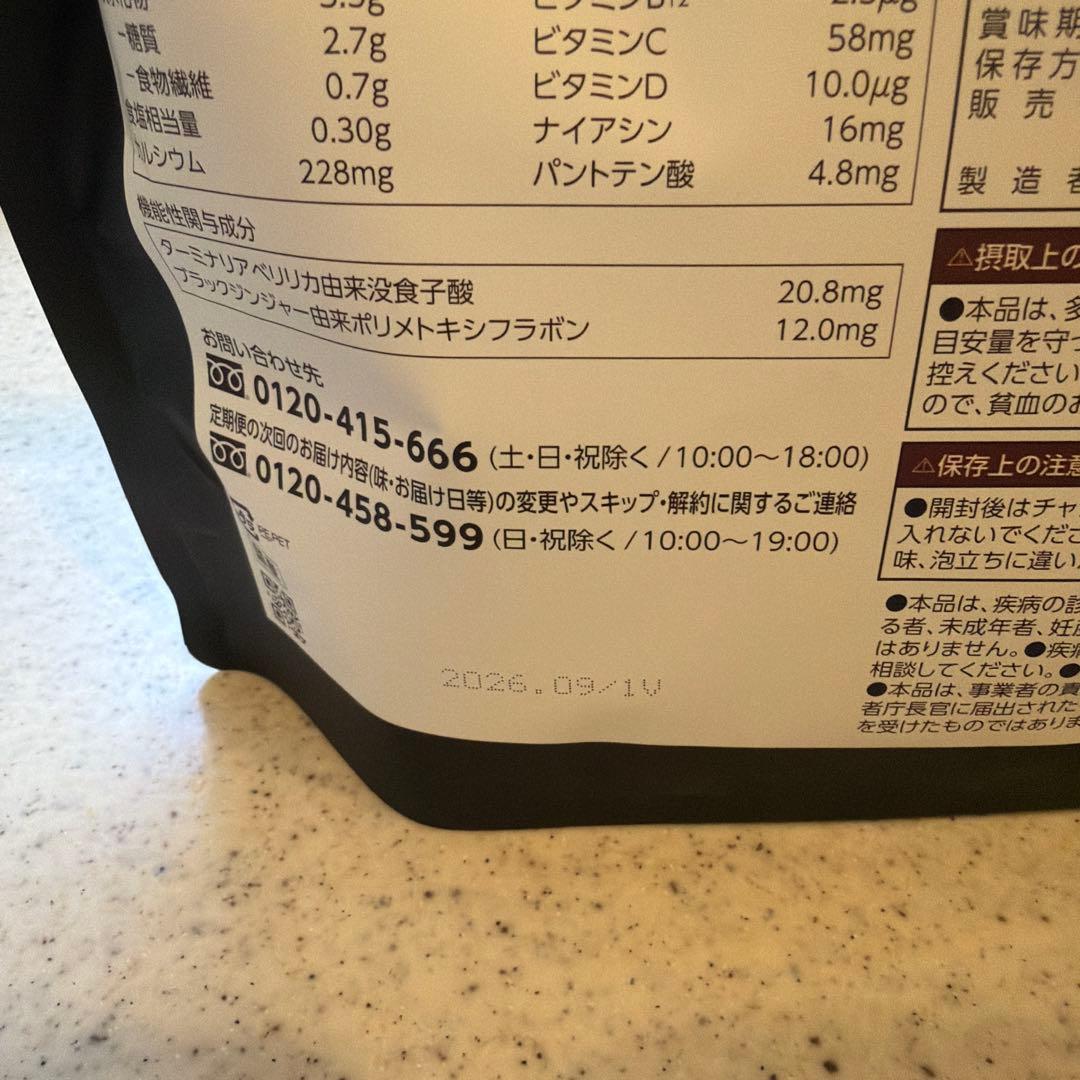 3.5g
-糖質 2.7g
-食物繊維 0.7g
食塩相当量 0.30g
カルシウム 228mg
ビタミンB12 2.5μg
ビタミンC 58mg
ビタミンD 10.0μg
ナイアシン 16mg
パントテン酸 4.8mg
機能性関与成分
ターミナリアベリリカ由来没食子酸 20.8mg
ブラックジンジャー由来ポリメトキシフラボン 12.0mg
お問い合わせ先
0120-415-666 (土・日・祝除く/10:00〜18:00)
定期便の次回のお届け内容(味・お届け日等)の変更やスキップ・解約に関するご連絡
0120-458-599 (日・祝除く/10:00〜19:00)
PE,PET
2026.09/1V
賞味期
保存方
販売
製造者
⚠摂取上の
●本品は、多
目安量を守っ
控えください
ので、貧血のお
⚠保存上の注意
●開封後はチャ
入れないでくださ
味、泡立ちに違い
●本品は、疾病の診
る者、未成年者、妊産
はありません。●疾病
相談してください。●
●本品は、事業者の責
者庁長官に届出された
を受けたものではありま